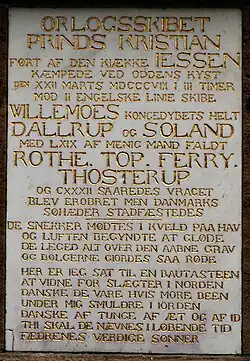 ORLOGSSKIBET
PRINDS KRISTIAN
FØRT AF DEN KIÆKKE IESSEN
KÆMPEDE VED ODDENS KYST
DEN XXII MARTS MDCCCVIII I III TIMER
MOD II ENGELSKE LINIE SKIBE
WILLEMOES KONGEDYBETS HELT
DALLRUP OG SOLAND
MED LXIX AF MENIG MAND FALDT
ROTHE. TOP. FERRY.
THOSTERUP
OG CXXXII SAAREDES VRAGET
BLEV EROBRET MEN DANMARKS
SØHÆDER STADFÆSTEDES
DE SNEKKER MØDTES I KVELD PAA HAV
OG LUFTEN BEGYNDTE AT GLØDE
DE LEGED ALT OVER DEN AABNE GRAV
OG BØLGERNE GIORDES SAA RØDE
HER ER IEG SAT TIL EN BAUTASTEEN
AT VIDNE FOR SLÆGTER I NORDEN
DANSKE DE VARE HVIS MØRE BEEN
UNDER MIG SMULDRE I IORDEN
DANSKE AF TUNGE AF ÆT OG AF ID
THI SKAL DE NÆVNES I LØBENDE TID
FÆDRENES VÆRDIGE SØNNER